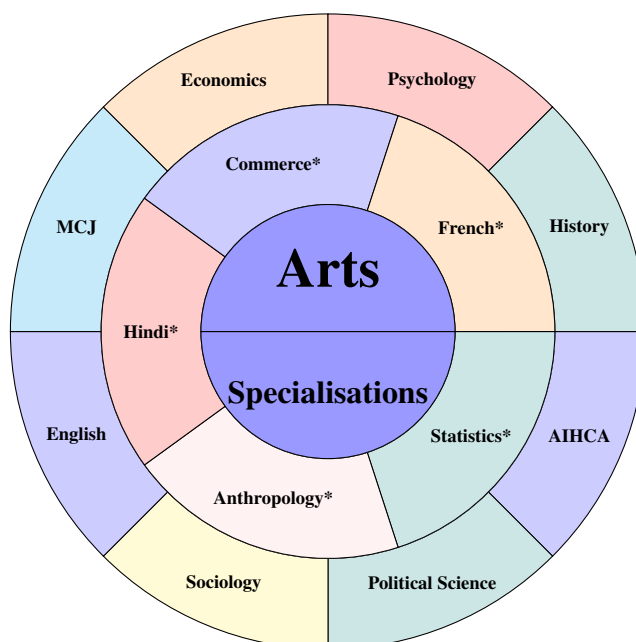 Economics
Psychology
Commerce*
MCJ
French*
History
Arts
Hindi*
Specialisations
English
Statistics*
AIHCA
Anthropology*
Sociology
Political Science